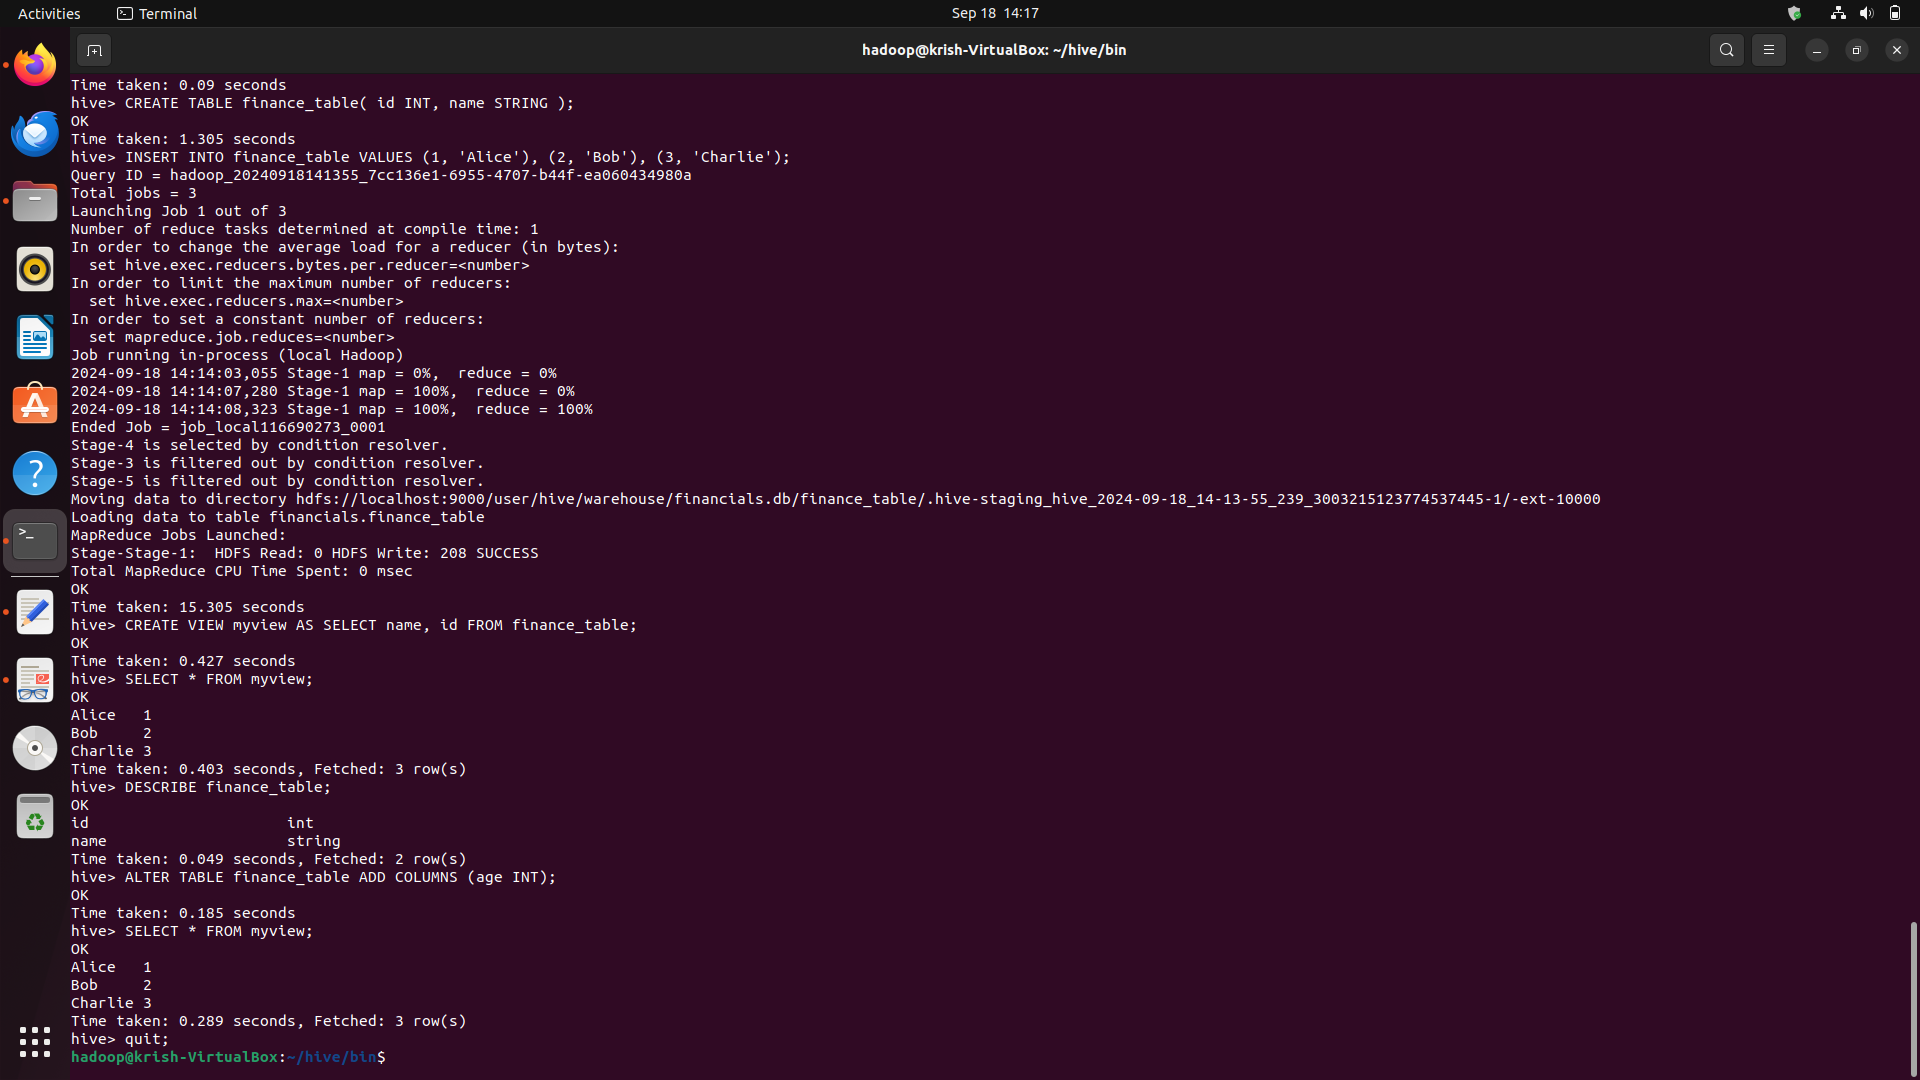 Activities
Terminal
Sep 18 14:17
hadoop@krish-VirtualBox: ~/hive/bin
Time taken: 0.09 seconds
hive> CREATE TABLE finance_table( id INT, name STRING );
OK
Time taken: 1.305 seconds
hive> INSERT INTO finance_table VALUES (1, 'Alice'), (2, 'Bob'), (3, 'Charlie');
Query ID = hadoop_20240918141355_7cc136e1-6955-4707-b44f-ea060434980a
Total jobs = 3
Launching Job 1 out of 3
Number of reduce tasks determined at compile time: 1
In order to change the average load for a reducer (in bytes):
  set hive.exec.reducers.bytes.per.reducer=<number>
In order to limit the maximum number of reducers:
  set hive.exec.reducers.max=<number>
In order to set a constant number of reducers:
  set mapreduce.job.reduces=<number>
Job running in-process (local Hadoop)
2024-09-18 14:14:03,055 Stage-1 map = 0%,  reduce = 0%
2024-09-18 14:14:07,280 Stage-1 map = 100%,  reduce = 0%
2024-09-18 14:14:08,323 Stage-1 map = 100%,  reduce = 100%
Ended Job = job_local116690273_0001
Stage-4 is selected by condition resolver.
Stage-3 is filtered out by condition resolver.
Stage-5 is filtered out by condition resolver.
Moving data to directory hdfs://localhost:9000/user/hive/warehouse/financials.db/finance_table/.hive-staging_hive_2024-09-18_14-13-55_239_3003215123774537445-1/-ext-10000
Loading data to table financials.finance_table
MapReduce Jobs Launched:
Stage-Stage-1:  HDFS Read: 0 HDFS Write: 208 SUCCESS
Total MapReduce CPU Time Spent: 0 msec
OK
Time taken: 15.305 seconds
hive> CREATE VIEW myview AS SELECT name, id FROM finance_table;
OK
Time taken: 0.427 seconds
hive> SELECT * FROM myview;
OK
Alice   1
Bob     2
Charlie 3
Time taken: 0.403 seconds, Fetched: 3 row(s)
hive> DESCRIBE finance_table;
OK
id                      int
name                    string
Time taken: 0.049 seconds, Fetched: 2 row(s)
hive> ALTER TABLE finance_table ADD COLUMNS (age INT);
OK
Time taken: 0.185 seconds
hive> SELECT * FROM myview;
OK
Alice   1
Bob     2
Charlie 3
Time taken: 0.289 seconds, Fetched: 3 row(s)
hive> quit;
hadoop@krish-VirtualBox:~/hive/bin$